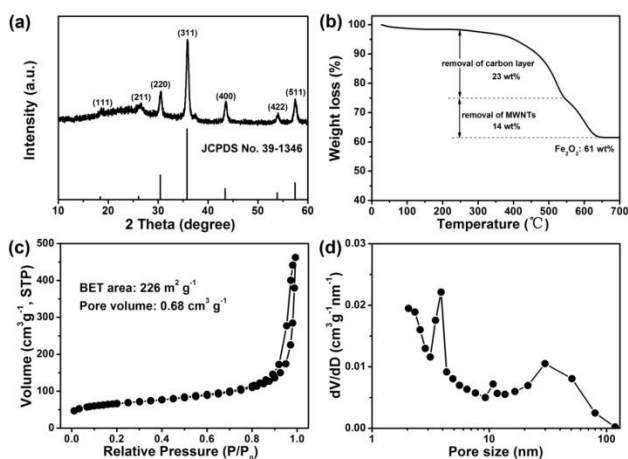 (a)
(111)
(211)
(220)
(311)
(400)
(422)
(511)
JCPDS No. 39-1346
Intensity (a.u.)
10 20 30 40 50 60
2 Theta (degree)
(b)
100
90
80
70
60
50
40
Weight loss (%)
removal of carbon layer
23 wt%
removal of MWNTs
14 wt%
Fe2O3: 61 wt%
0 100 200 300 400 500 600 700
Temperature (℃)
(c)
500
400
300
200
100
0
Volume (cm³g⁻¹, STP)
BET area: 226 m² g⁻¹
Pore volume: 0.68 cm³ g⁻¹
0.0 0.2 0.4 0.6 0.8 1.0
Relative Pressure (P/P0)
(d)
0.03
0.02
0.01
0.00
dV/dD (cm³g⁻¹nm⁻¹)
1 10 100
Pore size (nm)